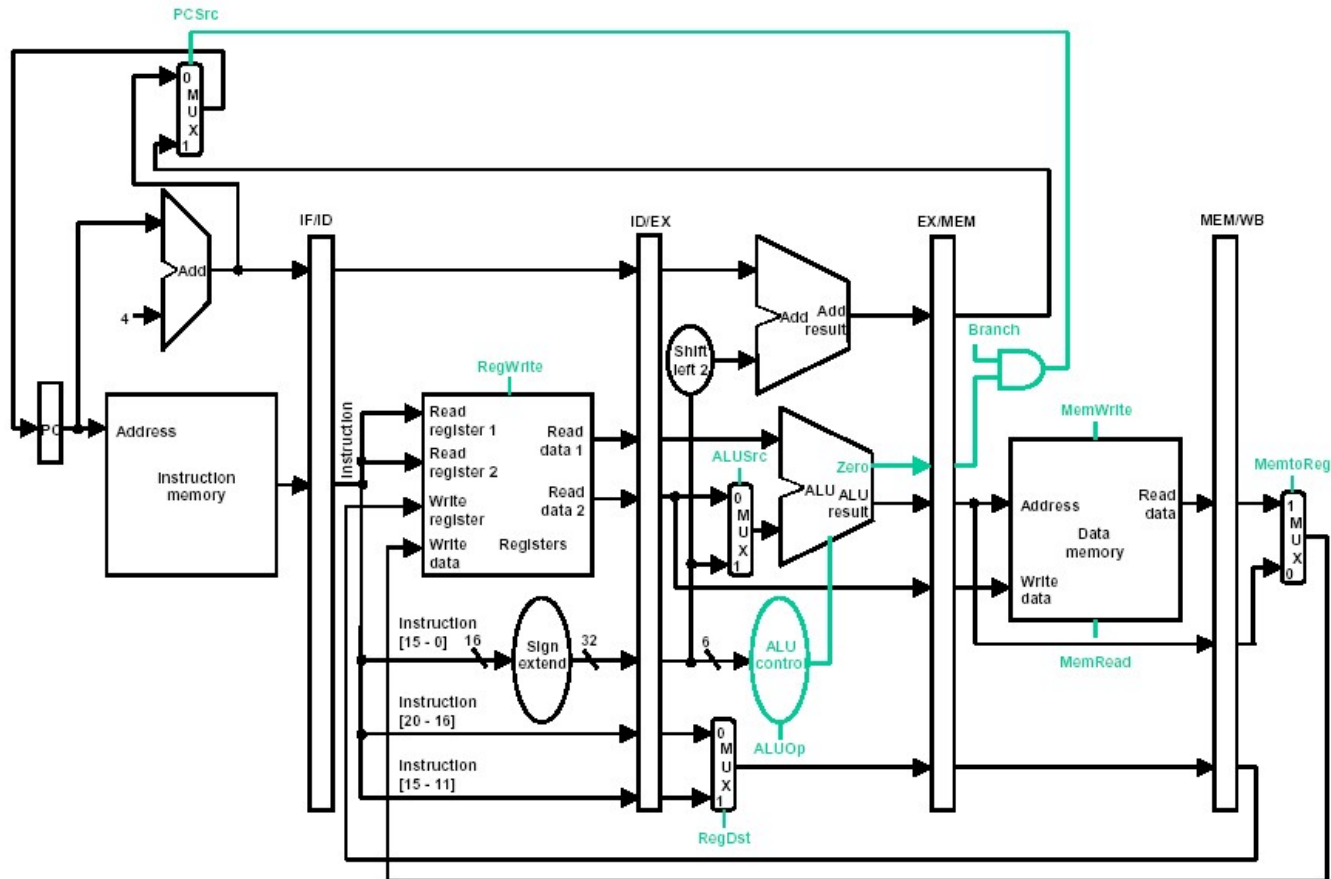 PCSrc
0
M
U
X
1
IF/ID
ID/EX
EX/MEM
MEM/WB
Add
4
Add
Add
result
Shift
left 2
Branch
RegWrite
MemWrite
PC
Address
Instruction
memory
Instruction
Read
register 1
Read
register 2
Write
register
Write
data
Read
data 1
Read
data 2
Registers
ALUSrc
0
M
U
X
1
Zero
ALU
ALU
result
Address
Read
data
Data
memory
Write
data
MemtoReg
1
M
U
X
0
Instruction
[15 - 0]
16
Sign
extend
32
6
ALU
control
MemRead
Instruction
[20 - 16]
0
M
U
X
1
ALUOp
Instruction
[15 - 11]
RegDst